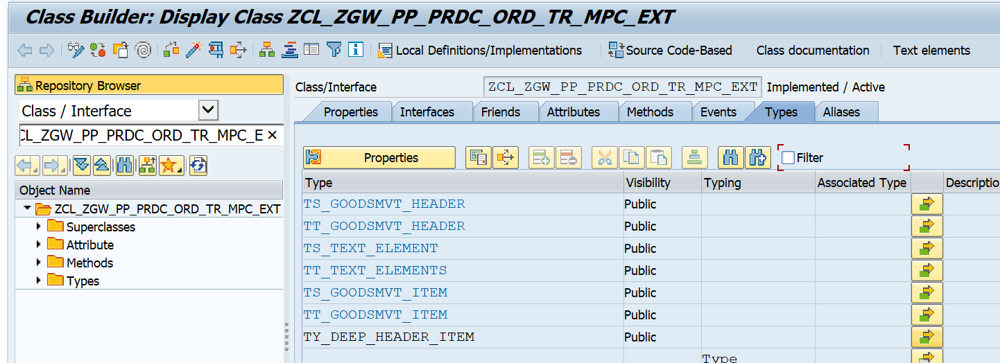 Class Builder: Display Class ZCL_ZGW_PP_PRDC_ORD_TR_MPC_EXT
Local Definitions/Implementations Source Code-Based Class documentation Text elements
Repository Browser
Class / Interface
CL_ZGW_PP_PRDC_ORD_TR_MPC_E
Object Name
ZCL_ZGW_PP_PRDC_ORD_TR_MPC_EXT
Superclasses
Attribute
Methods
Types
Class/Interface ZCL_ZGW_PP_PRDC_ORD_TR_MPC_EXT Implemented / Active
Properties Interfaces Friends Attributes Methods Events Types Aliases
Properties Filter
Type Visibility Typing Associated Type Descriptio
TS_GOODSMVT_HEADER Public
TT_GOODSMVT_HEADER Public
TS_TEXT_ELEMENT Public
TT_TEXT_ELEMENTS Public
TS_GOODSMVT_ITEM Public
TT_GOODSMVT_ITEM Public
TY_DEEP_HEADER_ITEM Public
Type